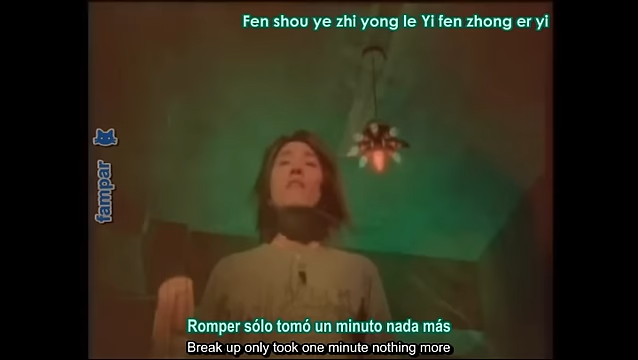 Fen shou ye zhi yong le Yi fen zhong er yi
fampar
Romper sólo tomó un minuto nada más
Break up only took one minute nothing more